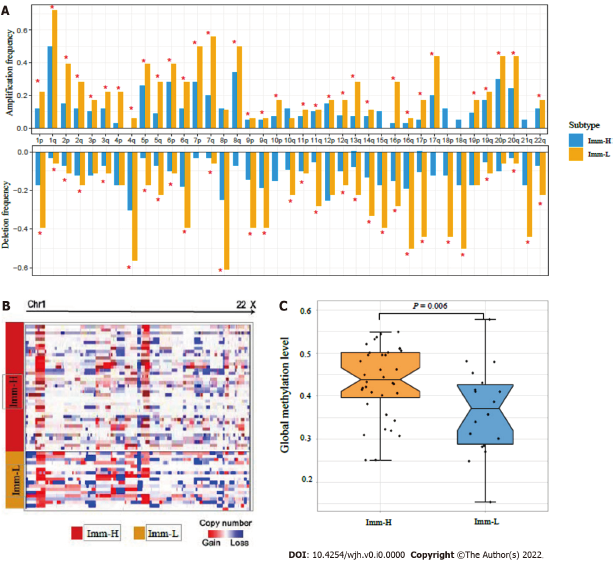 A
Amplification frequency
0.6
0.4
0.2
0.0
1p 1q 2p 2q 3p 3q 4p 4q 5p 5q 6p 6q 7p 7q 8p 8q 9p 9q 10p 10q 11p 11q 12p 12q 13q 14q 15q 16p 16q 17p 17q 18p 18q 19p 19q 20p 20q 21q 22q
Subtype
Imm-H
Imm-L
Deletion frequency
0.0
-0.2
-0.4
-0.6
B
Chr1 22 X
Imm-H
Imm-L
Imm-H Imm-L
Copy number
Gain Loss
C
P = 0.006
Global methylation level
0.6
0.5
0.4
0.3
0.2
Imm-H Imm-L
DOI: 10.4254/wjh.v0.i0.0000 Copyright ©The Author(s) 2022.